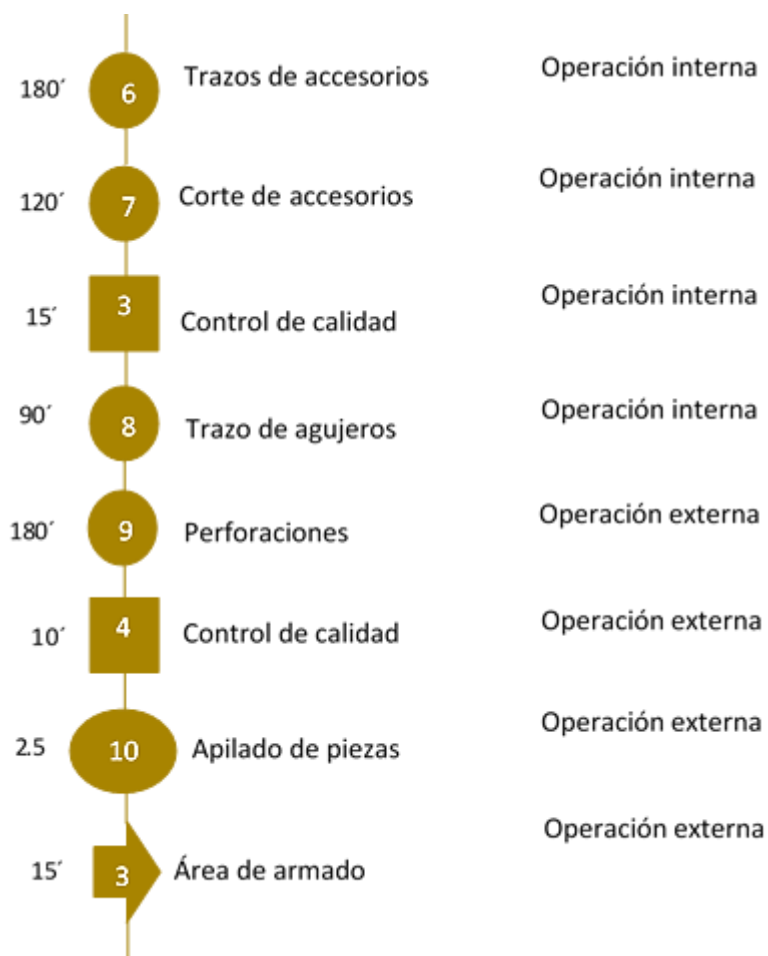 180´ 6 Trazos de accesorios Operación interna
120´ 7 Corte de accesorios Operación interna
15´ 3 Control de calidad Operación interna
90´ 8 Trazo de agujeros Operación interna
180´ 9 Perforaciones Operación externa
10´ 4 Control de calidad Operación externa
2.5 10 Apilado de piezas Operación externa
15´ 3 Área de armado Operación externa